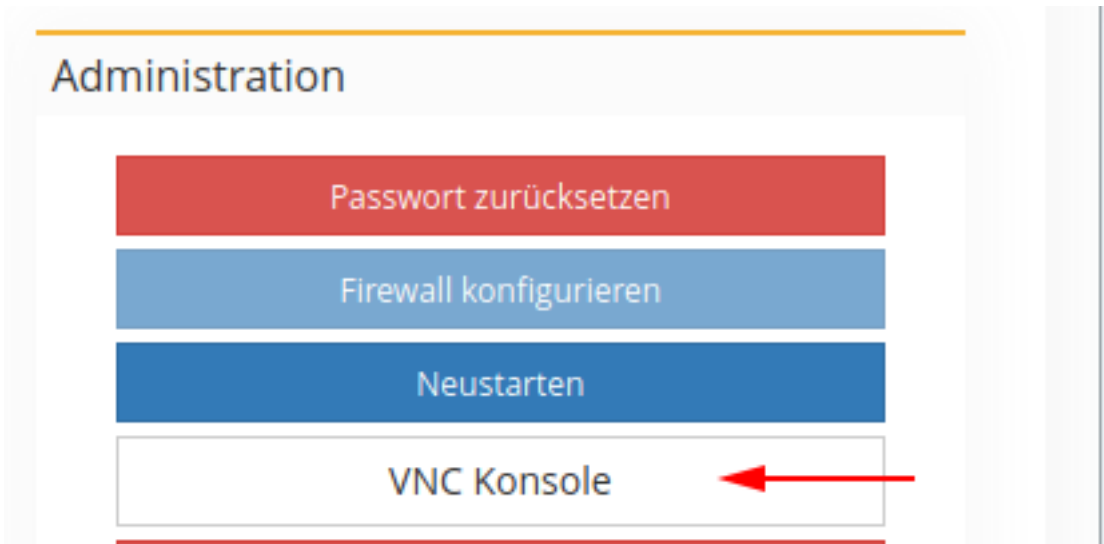 Administration
Passwort zurücksetzen
Firewall konfigurieren
Neustarten
VNC Konsole